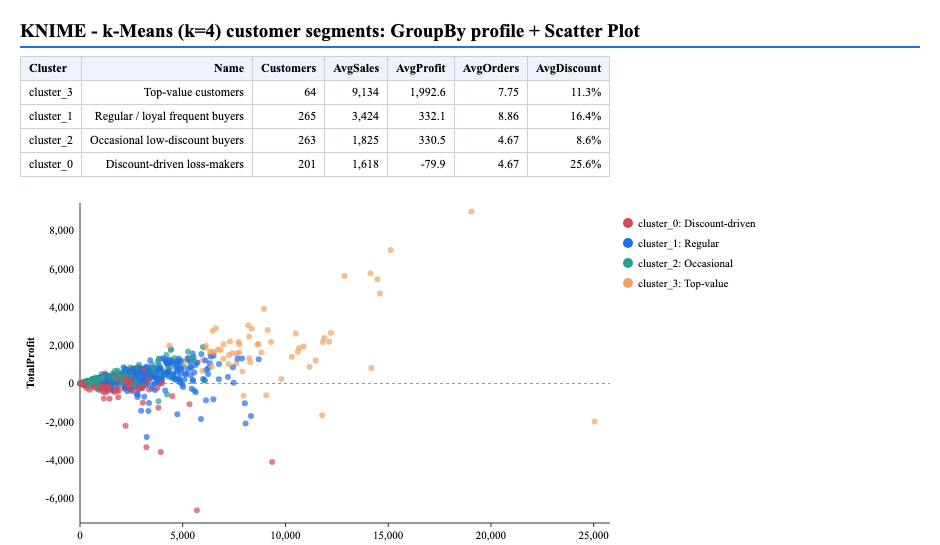 KNIME - k-Means (k=4) customer segments: GroupBy profile + Scatter Plot
Cluster Name Customers AvgSales AvgProfit AvgOrders AvgDiscount
cluster_3 Top-value customers 64 9,134 1,992.6 7.75 11.3%
cluster_1 Regular / loyal frequent buyers 265 3,424 332.1 8.86 16.4%
cluster_2 Occasional low-discount buyers 263 1,825 330.5 4.67 8.6%
cluster_0 Discount-driven loss-makers 201 1,618 -79.9 4.67 25.6%
cluster_0: Discount-driven
cluster_1: Regular
cluster_2: Occasional
cluster_3: Top-value
TotalProfit
8,000
6,000
4,000
2,000
0
-2,000
-4,000
-6,000
0 5,000 10,000 15,000 20,000 25,000